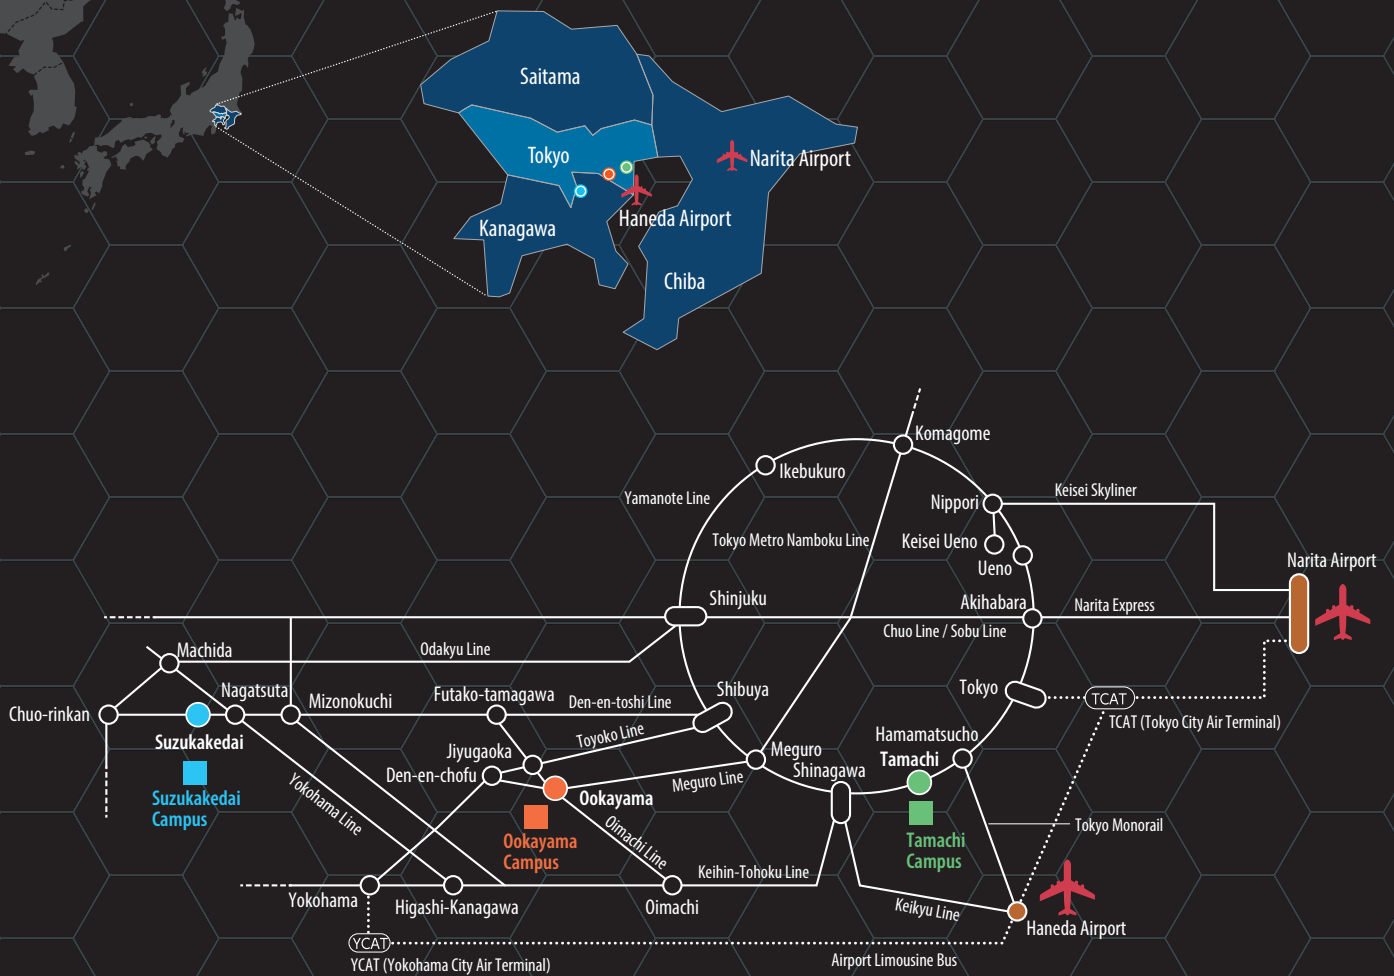 Saitama
Tokyo
Narita Airport
Haneda Airport
Kanagawa
Chiba
Komagome
Ikebukuro
Yamanote Line
Nippori
Keisei Skyliner
Tokyo Metro Namboku Line
Keisei Ueno
Ueno
Narita Airport
Shinjuku
Akihabara
Narita Express
Chuo Line / Sobu Line
Machida
Odakyu Line
Nagatsuta
Mizonokuchi
Futako-tamagawa
Den-en-toshi Line
Shibuya
Tokyo
TCAT
TCAT (Tokyo City Air Terminal)
Chuo-rinkan
Suzukakedai
Toyoko Line
Hamamatsucho
Jiyugaoka
Meguro
Tamachi
Den-en-chofu
Meguro Line
Shinagawa
Suzukakedai
Campus
Yokohama Line
Ookayama
Ookayama
Campus
Oimachi Line
Tamachi
Campus
Tokyo Monorail
Keihin-Tohoku Line
Yokohama
Higashi-Kanagawa
Oimachi
Keikyu Line
Haneda Airport
YCAT
YCAT (Yokohama City Air Terminal)
Airport Limousine Bus